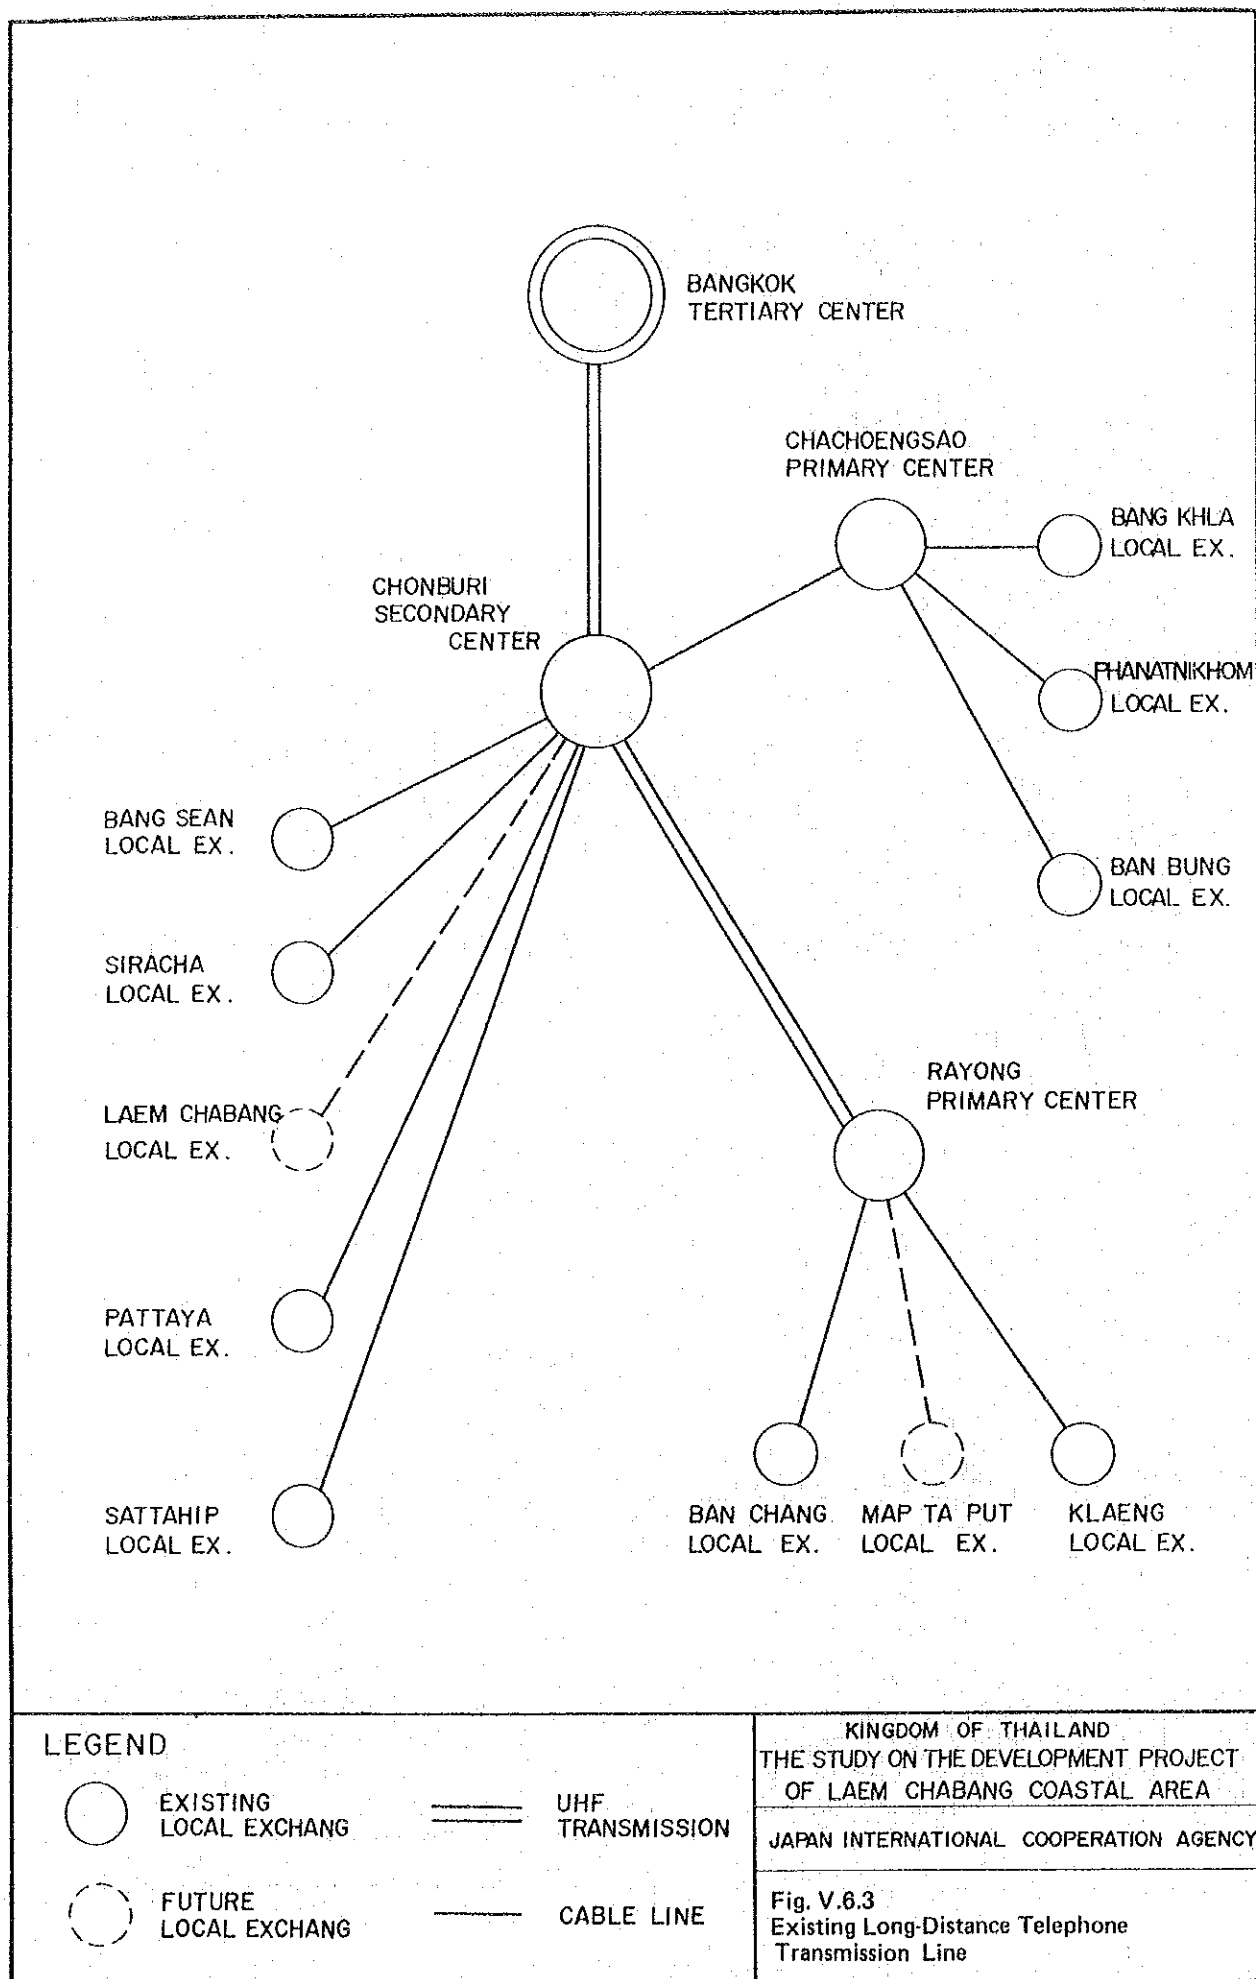 BANGKOK
TERTIARY CENTER
CHACHOENGSAO
PRIMARY CENTER
BANG KHLA
LOCAL EX.
CHONBURI
SECONDARY
CENTER
PHANATNIKHOM
LOCAL EX.
BANG SEAN
LOCAL EX.
BAN BUNG
LOCAL EX.
SIRACHA
LOCAL EX.
RAYONG
PRIMARY CENTER
LAEM CHABANG
LOCAL EX.
PATTAYA
LOCAL EX.
SATTAHIP
LOCAL EX.
BAN CHANG
LOCAL EX.
MAP TA PUT
LOCAL EX.
KLAENG
LOCAL EX.
LEGEND
EXISTING
LOCAL EXCHANG
UHF
TRANSMISSION
FUTURE
LOCAL EXCHANG
CABLE LINE
KINGDOM OF THAILAND
THE STUDY ON THE DEVELOPMENT PROJECT
OF LAEM CHABANG COASTAL AREA
JAPAN INTERNATIONAL COOPERATION AGENCY
Fig. V.6.3
Existing Long-Distance Telephone
Transmission Line